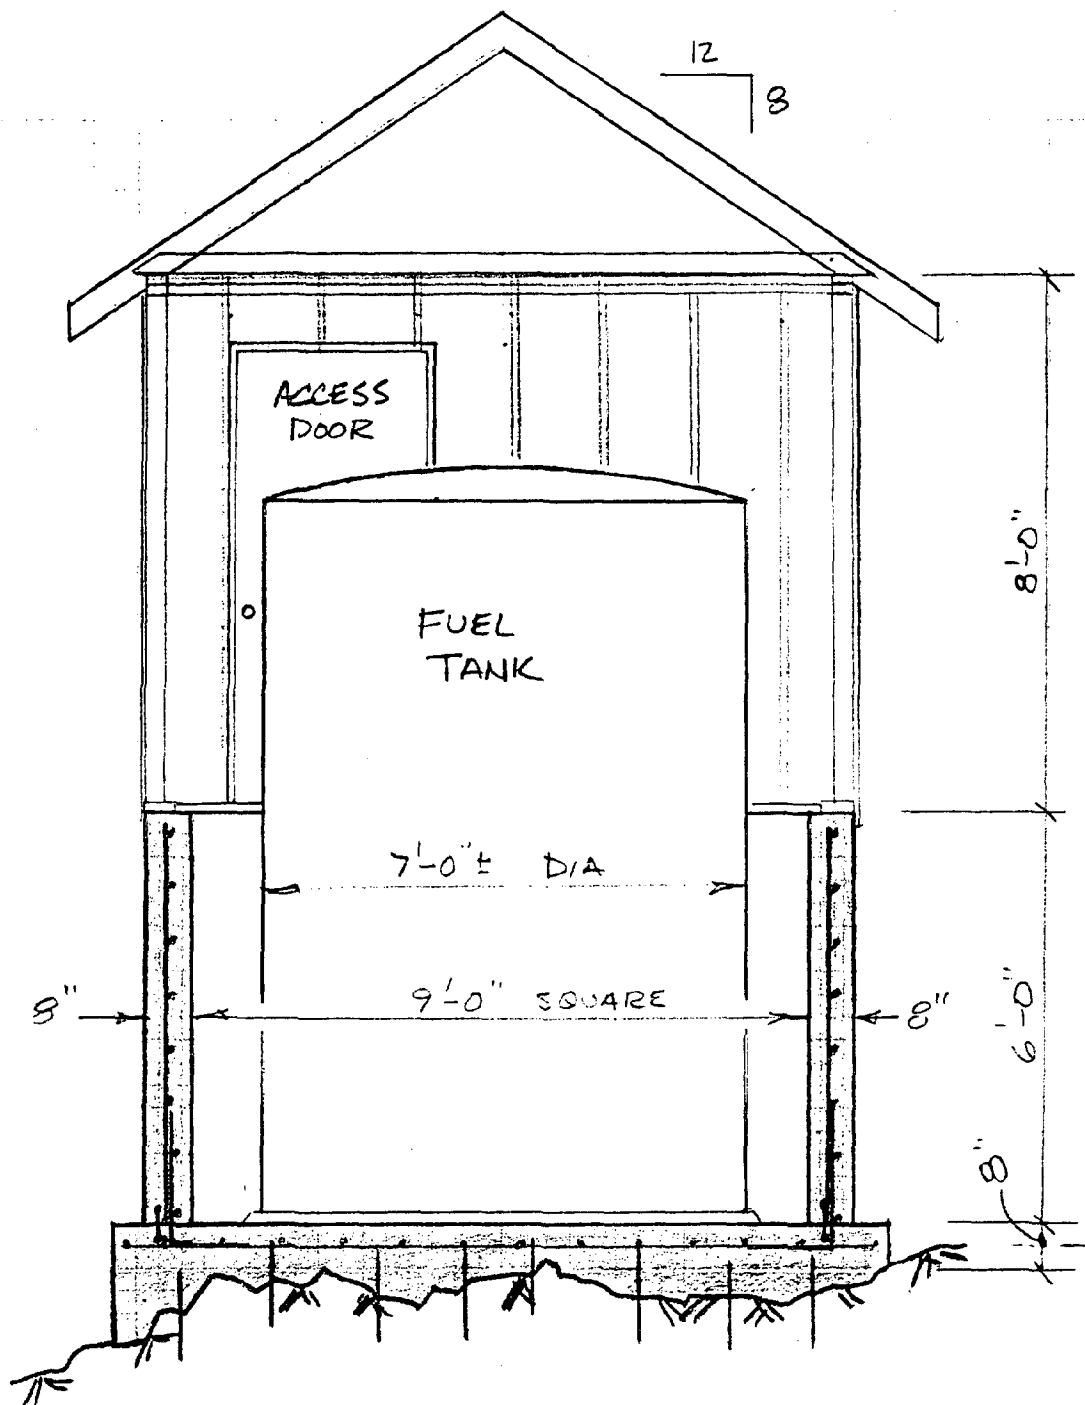 12
8
ACCESS
DOOR
8'-0"
FUEL
TANK
7'-0"± DIA
8"
9'-0" SQUARE
8"
6'-0"
8"